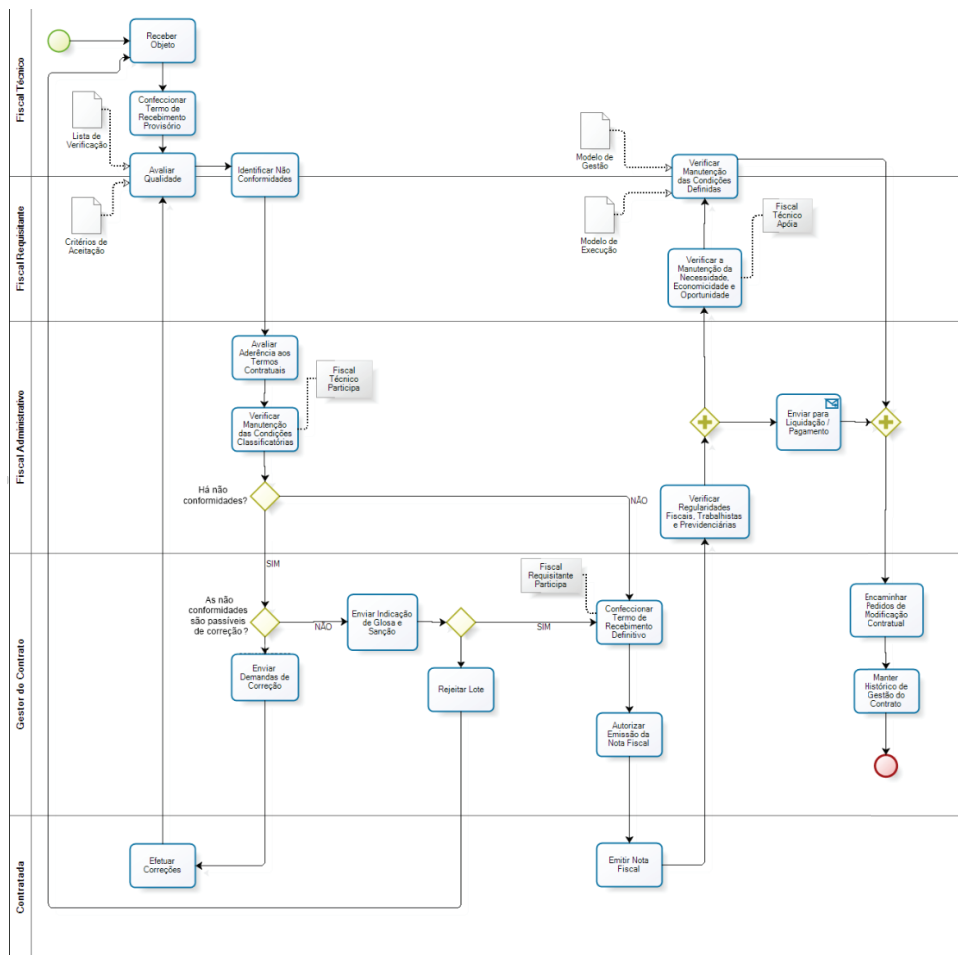 Fiscal Técnico
Receber
Objeto
Confeccionar
Termo de
Recebimento
Provisório
Lista de
Verificação
Avaliar
Qualidade
Identificar Não
Conformidades
Modelo de
Gestão
Verificar
Manutenção
das Condições
Definidas
Fiscal Requisitante
Critérios de
Aceitação
Modelo de
Execução
Fiscal
Técnico
Apóia
Verificar a
Manutenção da
Necessidade,
Economicidade e
Oportunidade
Fiscal Administrativo
Avaliar
Aderência aos
Termos
Contratuais
Fiscal
Técnico
Participa
Verificar
Manutenção
das Condições
Classificatórias
Há não
conformidades?
NÃO
SIM
Enviar para
Liquidação /
Pagamento
Verificar
Regularidades
Fiscais, Trabalhistas
e Previdenciárias
Gestor do Contrato
As não
conformidades
são passíveis
de correção ?
NÃO
Enviar Indicação
de Glosa e
Sanção
SIM
Fiscal
Requisitante
Participa
Confeccionar
Termo de
Recebimento
Definitivo
Enviar
Demandas de
Correção
Rejeitar Lote
Autorizar
Emissão da
Nota Fiscal
Encaminhar
Pedidos de
Modificação
Contratual
Manter
Histórico de
Gestão do
Contrato
Contratada
Efetuar
Correções
Emitir Nota
Fiscal